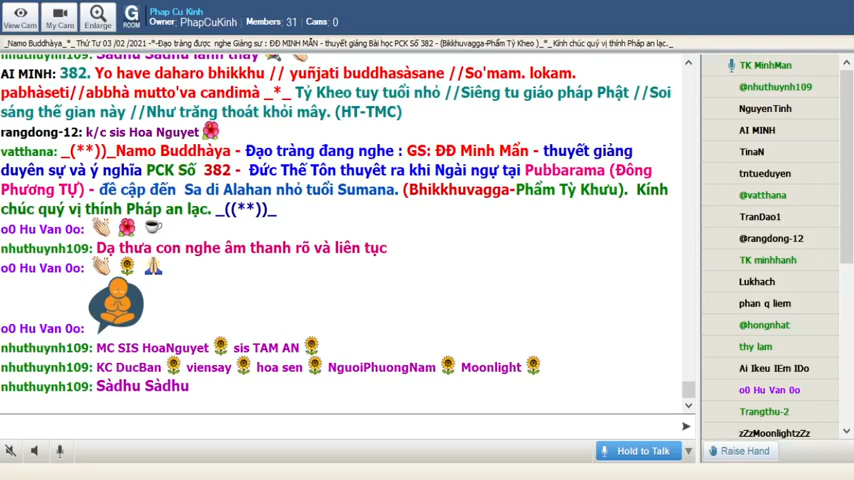 View Cam
My Cam
Enlarge
G
ROOM
Phap Cu Kinh
Owner: PhapCuKinh Members: 31 Cams: 0
_Namo Buddhàya_*_ Thứ Tư 03 /02 /2021 -*-Đạo tràng được nghe Giảng sư : ĐĐ MINH MẪN - thuyết giảng Bài học PCK Số 382 - (Bikkhuvagga-Phẩm Tỳ Kheo )_*_ Kính chúc quý vị thính Pháp an lạc._
nhuthuynh109: Sàdhu Sàdhu lành thay
AI MINH: 382. Yo have daharo bhikkhu // yuñjati buddhasàsane //So'mam. lokam.
pabhàseti//abbhà mutto'va candimà _*_ Tỷ Kheo tuy tuổi nhỏ //Siêng tu giáo pháp Phật //Soi
sáng thế gian này //Như trăng thoát khỏi mây. (HT-TMC)
rangdong-12: k/c sis Hoa Nguyet
vatthana: _(**))_Namo Buddhàya - Đạo tràng đang nghe : GS: ĐĐ Minh Mẩn - thuyết giảng
duyên sự và ý nghĩa PCK Số 382 - Đức Thế Tôn thuyết ra khi Ngài ngự tại Pubbarama (Đông
Phương TỰ) - đề cập đến Sa di Alahan nhỏ tuổi Sumana. (Bhikkhuvagga-Phẩm Tỳ Khưu). Kính
chúc quý vị thính Pháp an lạc. _((**))_
o0 Hu Van 0o:
nhuthuynh109: Dạ thưa con nghe âm thanh rõ và liên tục
o0 Hu Van 0o:
o0 Hu Van 0o:
nhuthuynh109: MC SIS HoaNguyet sis TAM AN
nhuthuynh109: KC DucBan viensay hoa sen NguoiPhuongNam Moonlight
nhuthuynh109: Sàdhu Sàdhu
Hold to Talk
TK MinhMan
@nhuthuynh109
NguyenTinh
AI MINH
TinaN
tntueduyen
@vatthana
TranDao1
@rangdong-12
TK minhhanh
Lukhach
phan q liem
@hongnhat
thy lam
Ai Ikeu IEm IDo
o0 Hu Van 0o
Trangthu-2
zZzMoonlightzZz
Raise Hand